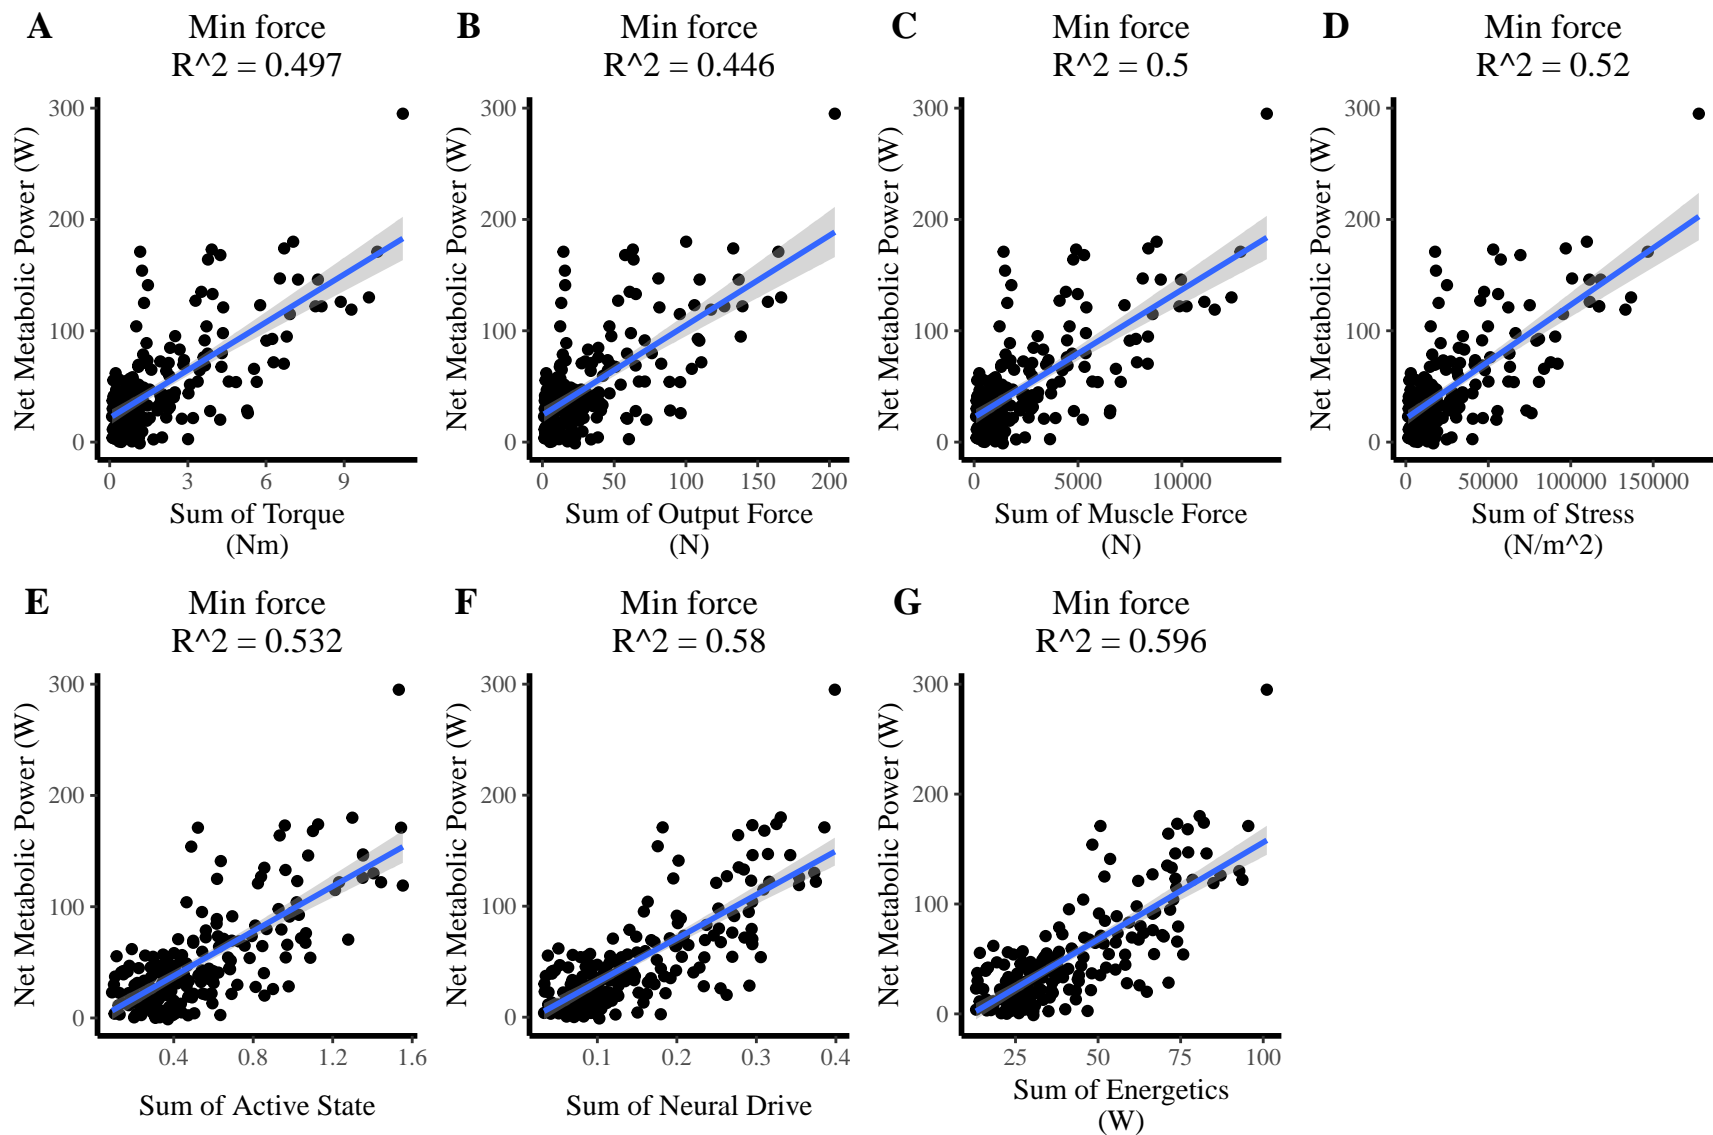 A
Min force
R^2 = 0.497
Net Metabolic Power (W)
300
200
100
0
0 3 6 9
Sum of Torque
(Nm)
B
Min force
R^2 = 0.446
Net Metabolic Power (W)
300
200
100
0
0 50 100 150 200
Sum of Output Force
(N)
C
Min force
R^2 = 0.5
Net Metabolic Power (W)
300
200
100
0
0 5000 10000
Sum of Muscle Force
(N)
D
Min force
R^2 = 0.52
Net Metabolic Power (W)
300
200
100
0
0 50000 100000 150000
Sum of Stress
(N/m^2)
E
Min force
R^2 = 0.532
Net Metabolic Power (W)
300
200
100
0
0.4 0.8 1.2 1.6
Sum of Active State
F
Min force
R^2 = 0.58
Net Metabolic Power (W)
300
200
100
0
0.1 0.2 0.3 0.4
Sum of Neural Drive
G
Min force
R^2 = 0.596
Net Metabolic Power (W)
300
200
100
0
25 50 75 100
Sum of Energetics
(W)